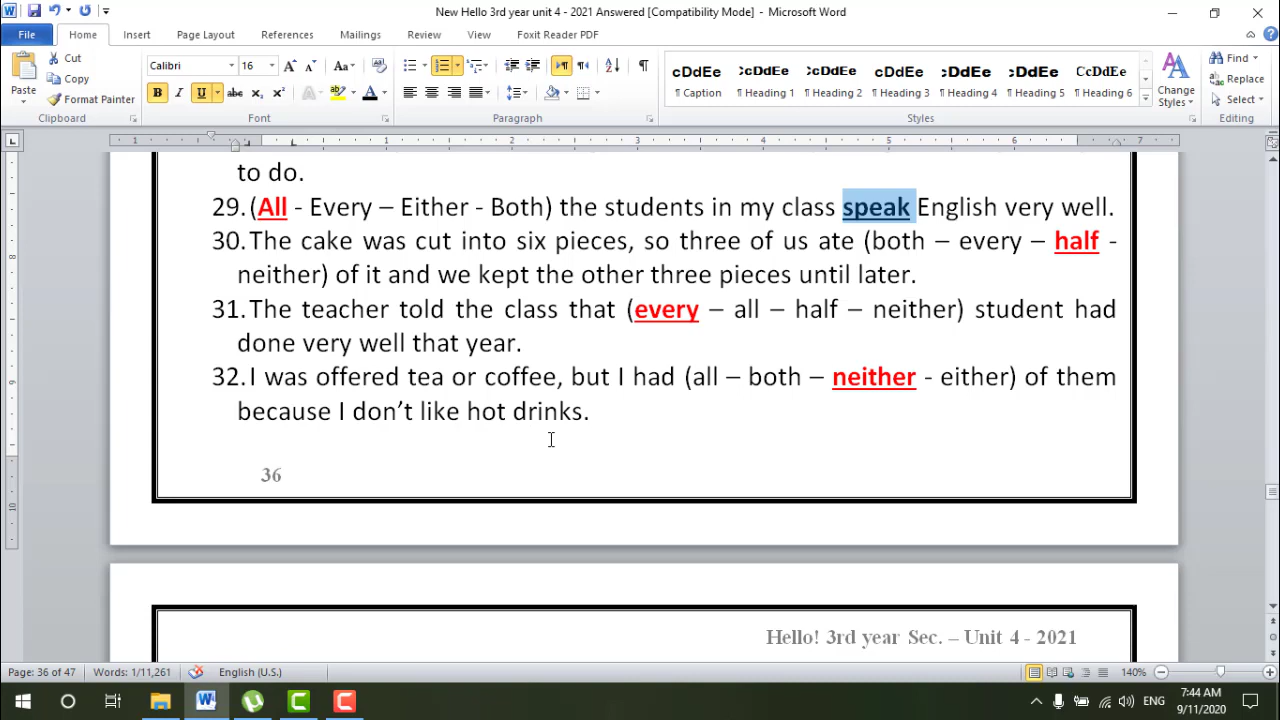 New Hello 3rd year unit 4 - 2021 Answered [Compatibility Mode] - Microsoft Word
File Home Insert Page Layout References Mailings Review View Foxit Reader PDF
Paste
Cut
Copy
Format Painter
Clipboard
Calibri 16
Font
Paragraph
cDdEe Caption
cDdEe Heading 1
cDdEe Heading 2
cDdEe Heading 3
cDdEe Heading 4
cDdEe Heading 5
CcDdEe Heading 6
Change Styles
Styles
Find
Replace
Select
Editing
1 1 2 3 4 5 6 7
to do.
29. (All - Every – Either - Both) the students in my class speak English very well.
30. The cake was cut into six pieces, so three of us ate (both – every – half -
neither) of it and we kept the other three pieces until later.
31. The teacher told the class that (every – all – half – neither) student had
done very well that year.
32. I was offered tea or coffee, but I had (all – both – neither - either) of them
because I don’t like hot drinks.
36
Hello! 3rd year Sec. – Unit 4 - 2021
Page: 36 of 47 Words: 1/11,261 English (U.S.) 140%
ENG
7:44 AM
9/11/2020